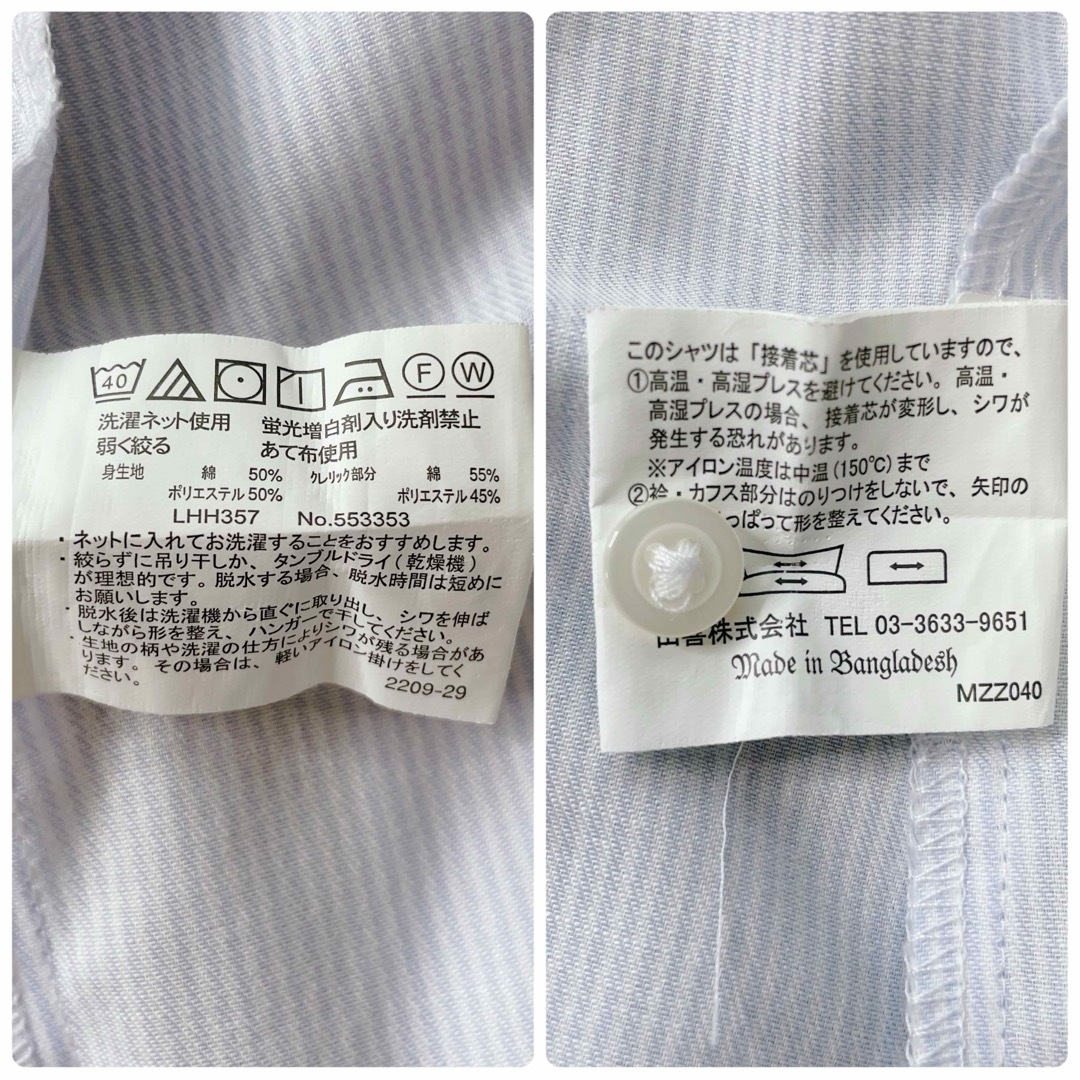 40 F W
洗濯ネット使用 蛍光増白剤入り洗剤禁止
弱く絞る あて布使用
身生地 綿 50% クレリック部分 綿 55%
ポリエステル50% ポリエステル45%
LHH357 No.553353
・ネットに入れてお洗濯することをおすすめします。
・絞らずに吊り干しか、タンブルドライ(乾燥機)
が理想的です。脱水する場合、脱水時間は短めに
お願いします。
・脱水後は洗濯機から直ぐに取り出し、シワを伸ば
しながら形を整え、ハンガーで干してください。
・生地の柄や洗濯の仕方によりシワが残る場合があ
ります。その場合は、軽いアイロン掛けをしてく
ださい。
2209-29
このシャツは「接着芯」を使用していますので、
①高温・高湿プレスを避けてください。高温・
高湿プレスの場合、接着芯が変形し、シワが
発生する恐れがあります。
※アイロン温度は中温(150℃)まで
②衿・カフス部分はのりつけをしないで、矢印の
っぱって形を整えてください。
株式会社 TEL 03-3633-9651
Made in Bangladesh
MZZ040